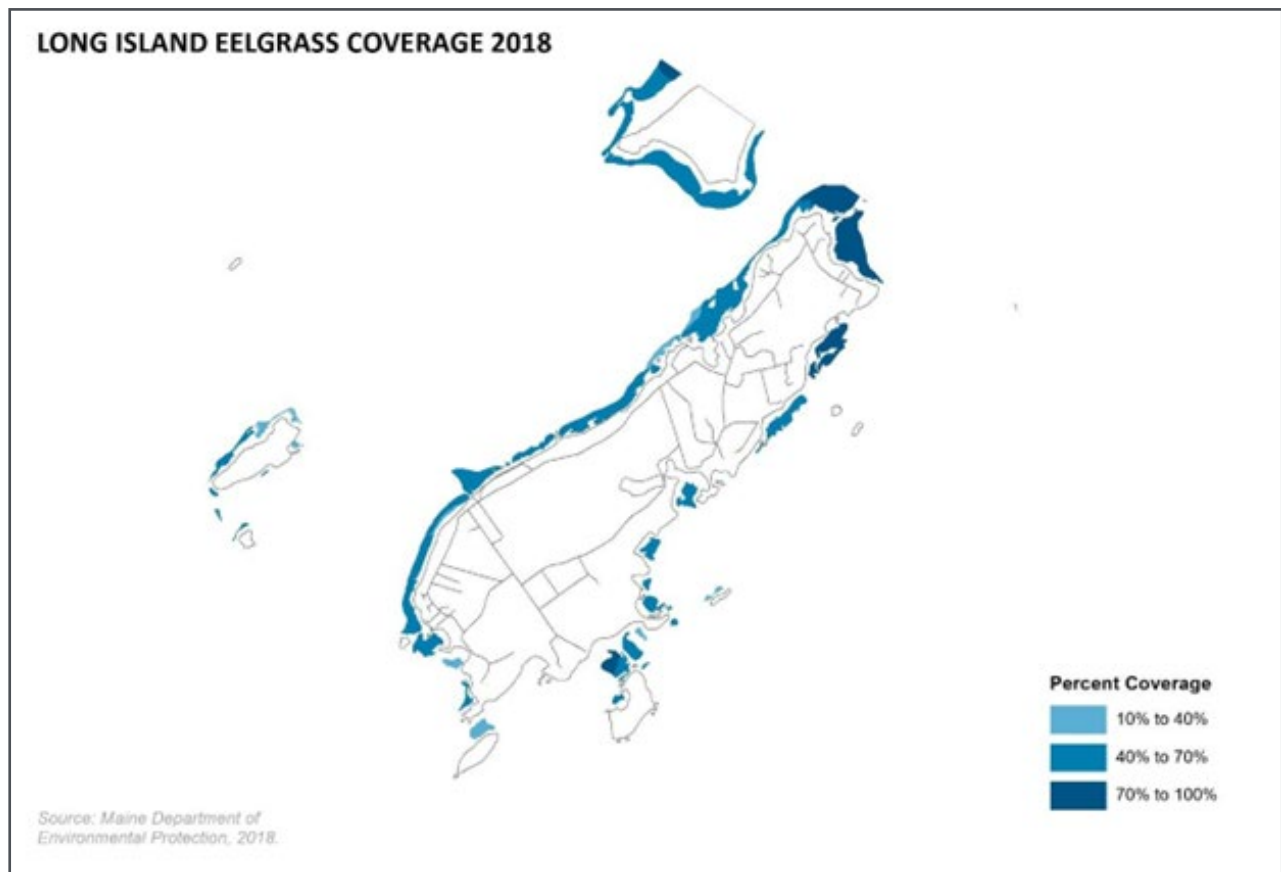 LONG ISLAND EELGRASS COVERAGE 2018
Percent Coverage
10% to 40%
40% to 70%
70% to 100%
Source: Maine Department of
Environmental Protection, 2018.